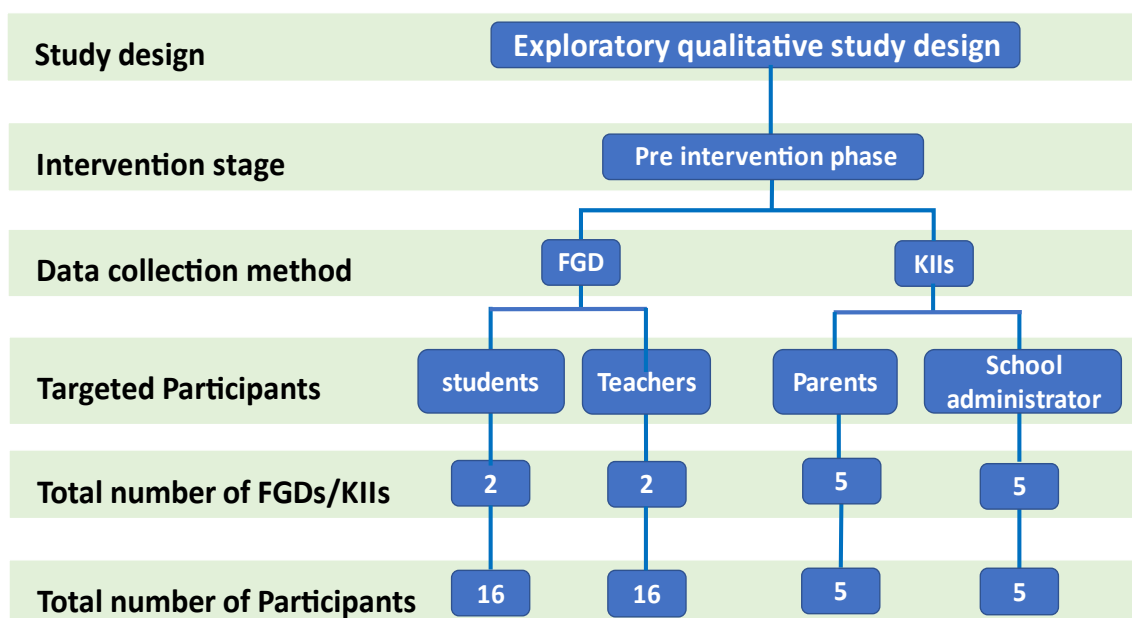 Study design
Exploratory qualitative study design
Intervention stage
Pre intervention phase
Data collection method
FGD
KIIs
Targeted Participants
students
Teachers
Parents
School
administrator
Total number of FGDs/KIIs
2
2
5
5
Total number of Participants
16
16
5
5